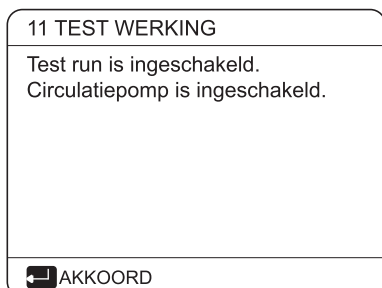 11 TEST WERKING
Test run is ingeschakeld.
Circulatiepomp is ingeschakeld.
AKKOORD